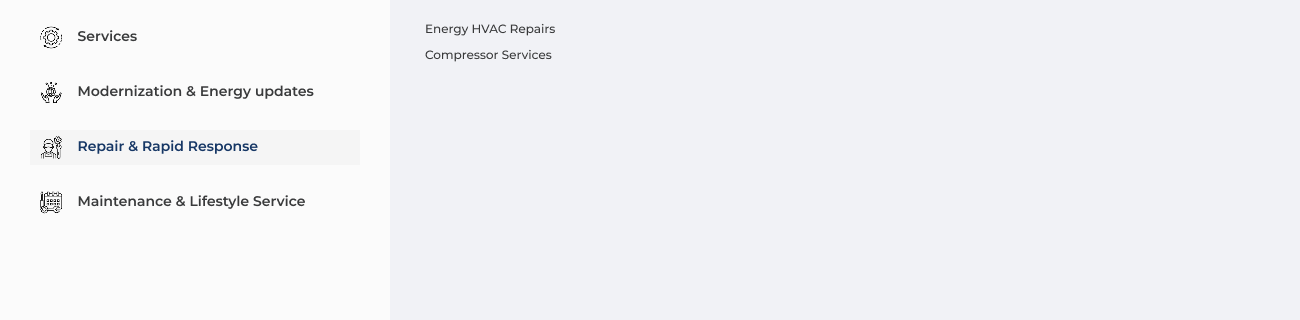 Services
Modernization & Energy updates
Repair & Rapid Response
Maintenance & Lifestyle Service
Energy HVAC Repairs
Compressor Services